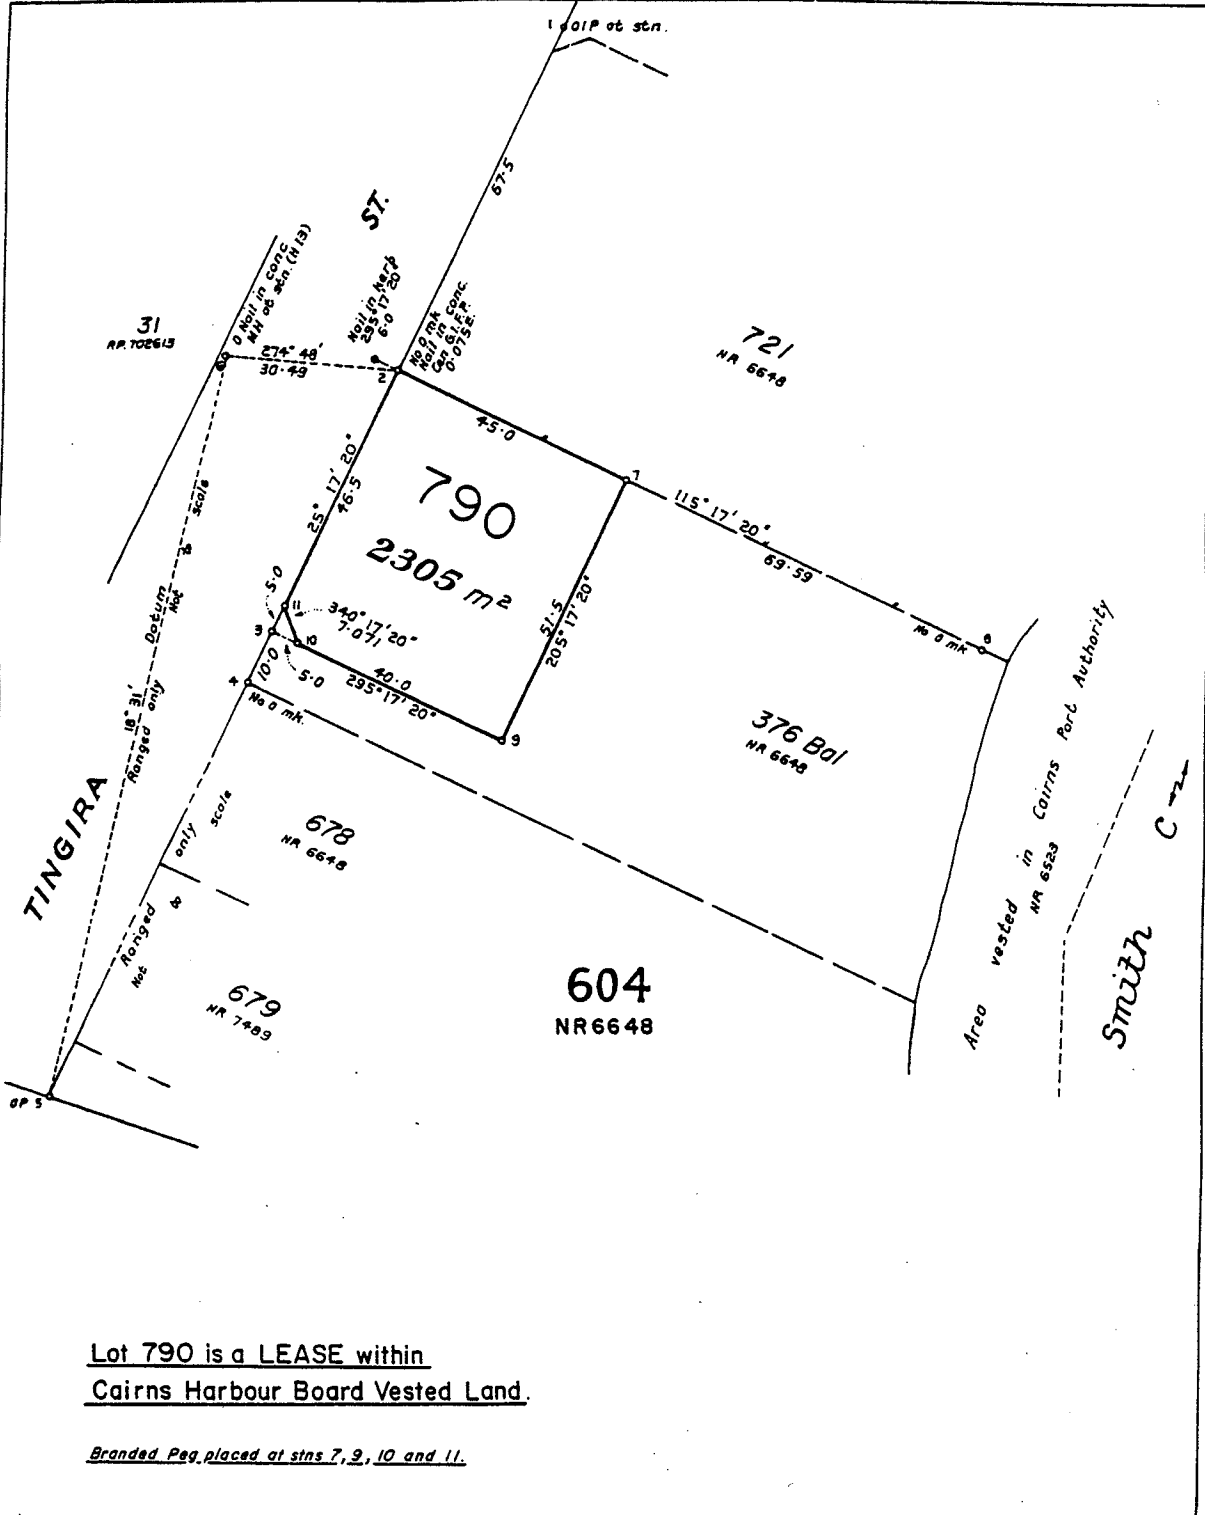 1 OIP at stn.
67·5
ST.
O Nail in conc
MH at stn. (H13)
31
RP. 702613
6
274° 48'
30·49
Nail in kerb
295° 17' 20"
6·0
2
No O mk
Nail in conc.
Cen G.I.F.P.
0·075 E.
721
NR 6648
45·0
7
115° 17' 20"
69·59
No O mk
8
25° 17' 20"
46·5
790
2305 m²
51·5
205° 17' 20"
5·0
11
340° 17' 20"
7·071
3
10
5·0
40·0
295° 17' 20"
9
10·0
4
No O mk.
Datum
18° 31'
Ranged only
Not
scale
TINGIRA
376 Bal
NR 6648
678
NR 6648
Ranged only
Not scale
679
NR 7489
604
NR 6648
OP 5
Area vested in Cairns Port Authority
NR 6523
Smith C
Lot 790 is a LEASE within
Cairns Harbour Board Vested Land.
Branded Peg placed at stns 7, 9, 10 and 11.